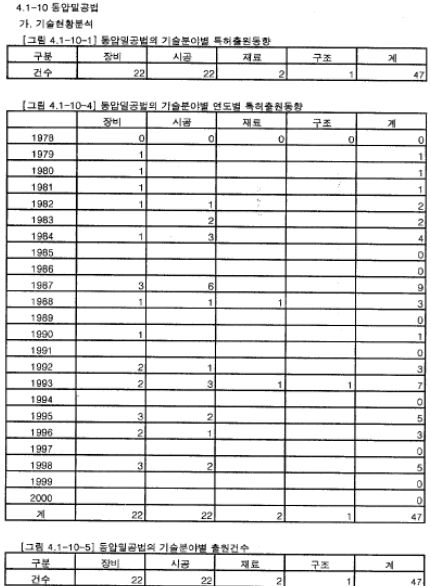 4.1-10 동압밀공법
가. 기술현황분석
[그림 4.1-10-1] 동압밀공법의 기술분야별 특허출원동향
구분 장비 시공 재료 구조 계
건수 22 22 2 1 47
[그림 4.1-10-4] 동압밀공법의 기술분야별 연도별 특허출원동향
장비 시공 재료 구조 계
1978 0 0 0 0 0
1979 1 1
1980 1 1
1981 1 1
1982 1 1 2
1983 2 2
1984 1 3 4
1985 0
1986 0
1987 3 6 9
1988 1 1 1 3
1989 0
1990 1 1
1991 0
1992 2 1 3
1993 2 3 1 1 7
1994 0
1995 3 2 5
1996 2 1 3
1997 0
1998 3 2 5
1999 0
2000 0
계 22 22 2 1 47
[그림 4.1-10-5] 동압밀공법의 기술분야별 출원건수
구분 장비 시공 재료 구조 계
건수 22 22 2 1 47